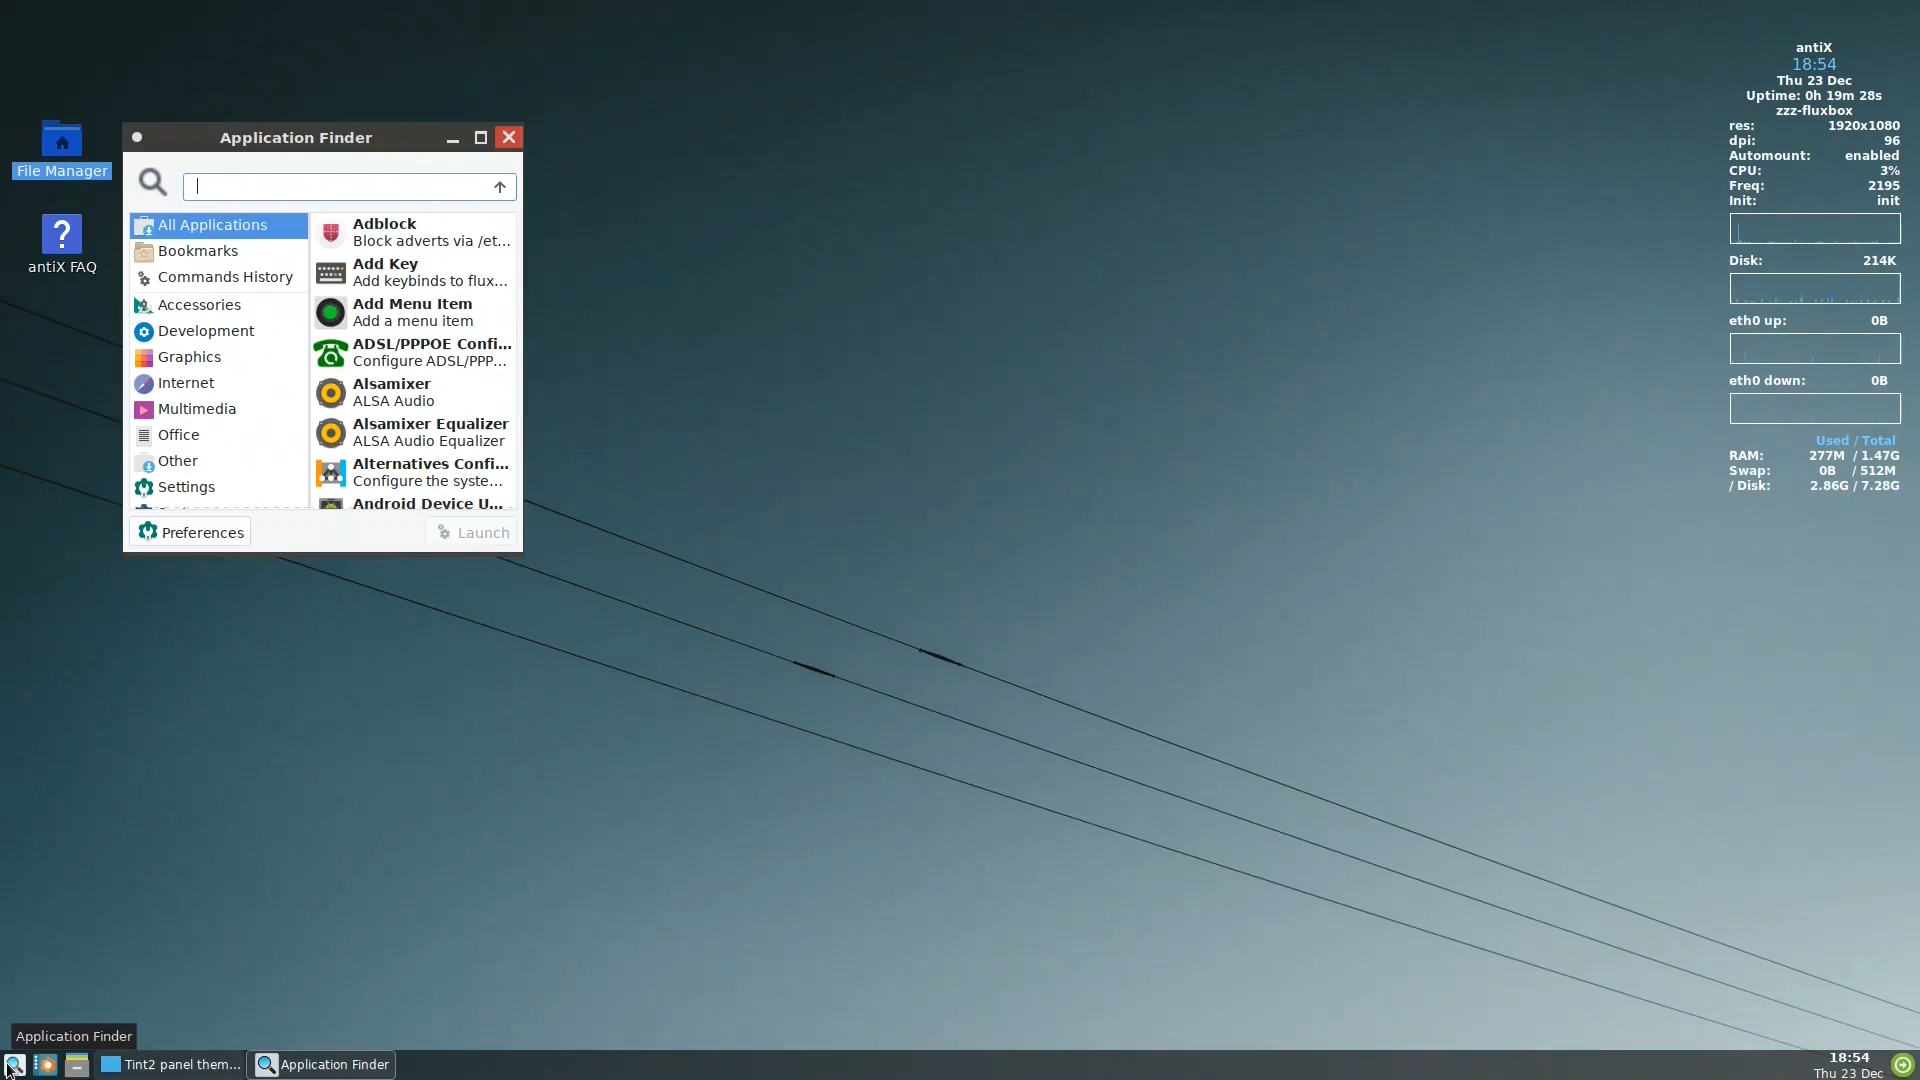 File Manager
?
antiX FAQ
Application Finder
All Applications
Bookmarks
Commands History
Accessories
Development
Graphics
Internet
Multimedia
Office
Other
Settings
Adblock
Block adverts via /et...
Add Key
Add keybinds to flux...
Add Menu Item
Add a menu item
ADSL/PPPOE Confi...
Configure ADSL/PPP...
Alsamixer
ALSA Audio
Alsamixer Equalizer
ALSA Audio Equalizer
Alternatives Confi...
Configure the syste...
Android Device U...
Preferences
Launch
antiX
18:54
Thu 23 Dec
Uptime: 0h 19m 28s
zzz-fluxbox
res: 1920x1080
dpi: 96
Automount: enabled
CPU: 3%
Freq: 2195
Init: init
Disk: 214K
eth0 up: 0B
eth0 down: 0B
Used / Total
RAM: 277M / 1.47G
Swap: 0B / 512M
/ Disk: 2.86G / 7.28G
Application Finder
Tint2 panel them...
Application Finder
18:54
Thu 23 Dec